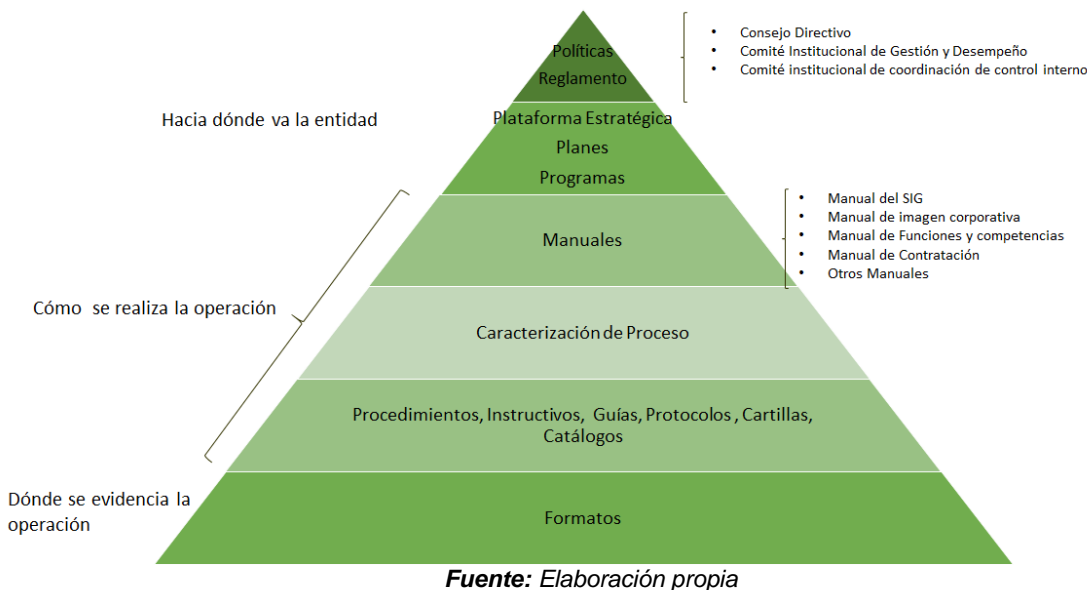 Políticas
Reglamento
• Consejo Directivo
• Comité Institucional de Gestión y Desempeño
• Comité institucional de coordinación de control interno
Hacia dónde va la entidad
Plataforma Estratégica
Planes
Programas
Manuales
• Manual del SIG
• Manual de imagen corporativa
• Manual de Funciones y competencias
• Manual de Contratación
• Otros Manuales
Cómo se realiza la operación
Caracterización de Proceso
Procedimientos, Instructivos, Guías, Protocolos , Cartillas,
Catálogos
Dónde se evidencia la
operación
Formatos
Fuente: Elaboración propia